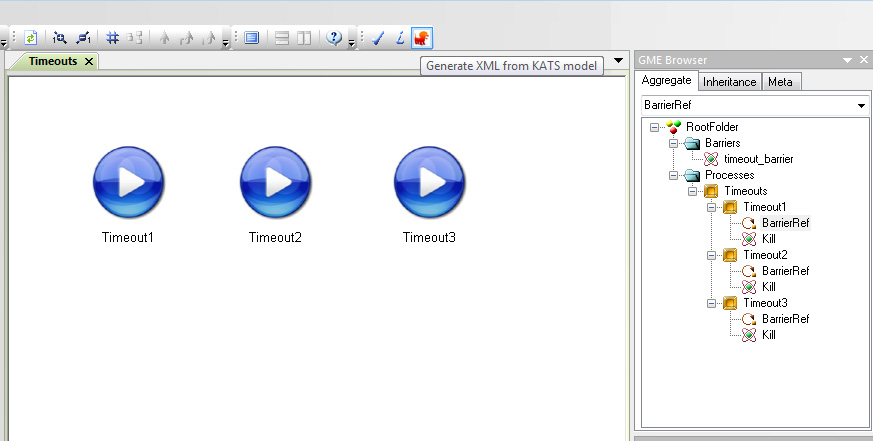 Timeouts
Generate XML from KATS model
Timeout1
Timeout2
Timeout3
GME Browser
Aggregate
Inheritance
Meta
BarrierRef
RootFolder
Barriers
timeout_barrier
Processes
Timeouts
Timeout1
BarrierRef
Kill
Timeout2
BarrierRef
Kill
Timeout3
BarrierRef
Kill